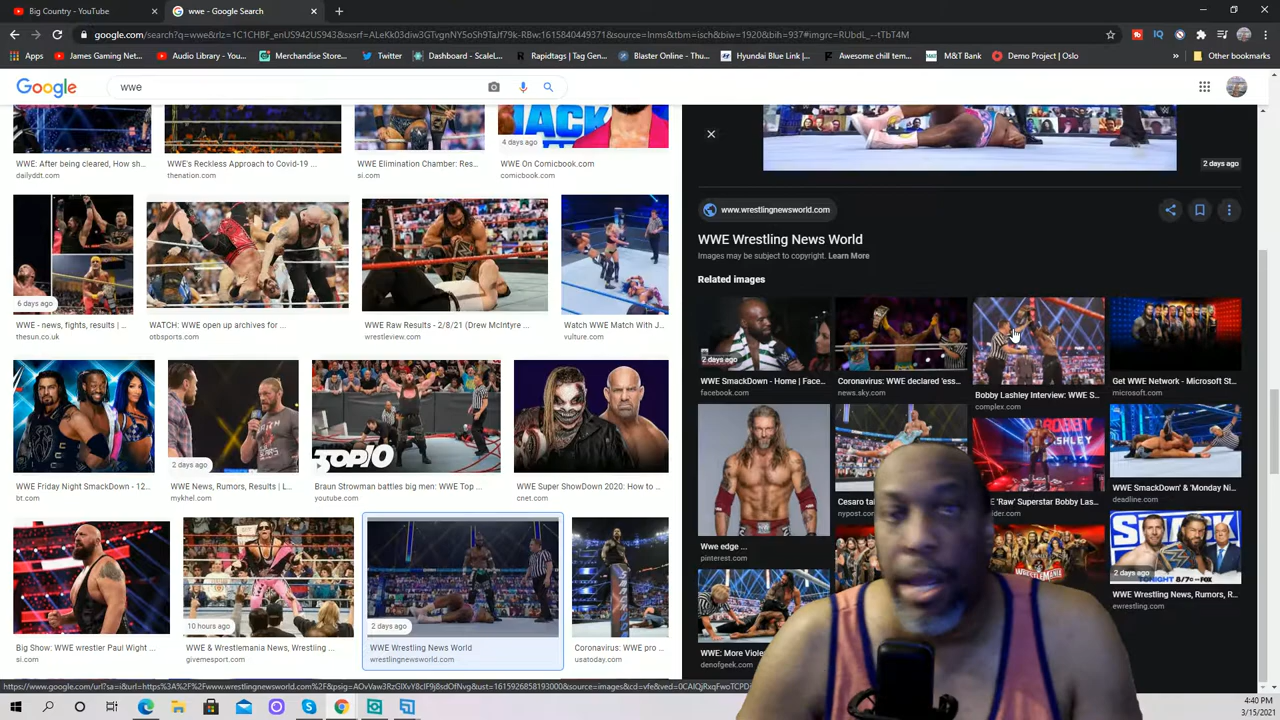 Big Country - YouTube
wwe - Google Search
google.com/search?q=wwe&rlz=1C1CHBF_enUS942US943&sxsrf=ALeKk03diw3GTvgnNY5oSh9TaJf79k-RBw:1615840449371&source=lnms&tbm=isch&biw=1920&bih=937#imgrc=RUbdL_--tTbT4M
Apps
James Gaming Net...
Audio Library - You...
Merchandise Store...
Twitter
Dashboard - ScaleL...
Rapidtags | Tag Gen...
Blaster Online - Thu...
Hyundai Blue Link...
Awesome chill tem...
M&T Bank
Demo Project | Oslo
»
Other bookmarks
Google
wwe
WWE: After being cleared, How sh...
dailyddt.com
WWE's Reckless Approach to Covid-19 ...
thenation.com
WWE Elimination Chamber: Res...
si.com
4 days ago
WWE On Comicbook.com
comicbook.com
6 days ago
WWE - news, fights, results | ...
thesun.co.uk
WATCH: WWE open up archives for ...
otbsports.com
WWE Raw Results - 2/8/21 (Drew McIntyre ...
wrestleview.com
Watch WWE Match With J...
vulture.com
WWE Friday Night SmackDown - 12...
bt.com
2 days ago
WWE News, Rumors, Results | L...
mykhel.com
TOP10
Braun Strowman battles big men: WWE Top ...
youtube.com
WWE Super ShowDown 2020: How to ...
cnet.com
Big Show: WWE wrestler Paul Wight ...
si.com
10 hours ago
WWE & Wrestlemania News, Wrestling ...
givemesport.com
2 days ago
WWE Wrestling News World
wrestlingnewsworld.com
Coronavirus: WWE pro ...
usatoday.com
2 days ago
www.wrestlingnewsworld.com
WWE Wrestling News World
Images may be subject to copyright. Learn More
Related images
2 days ago
WWE SmackDown - Home | Face...
facebook.com
Coronavirus: WWE declared 'ess...
news.sky.com
Bobby Lashley Interview: WWE S...
complex.com
Get WWE Network - Microsoft St...
microsoft.com
Wwe edge ...
pinterest.com
Cesaro tal
nypost.com
BOBBY
ASHLEY
'Raw' Superstar Bobby Las...
ider.com
WWE SmackDown' & 'Monday Ni...
deadline.com
WWE: More Viole
denofgeek.com
WRESTLEMANIA
SMACK
TONIGHT 8/7c FOX
2 days ago
WWE Wrestling News, Rumors, R...
ewrestling.com
4:40 PM
3/15/2021